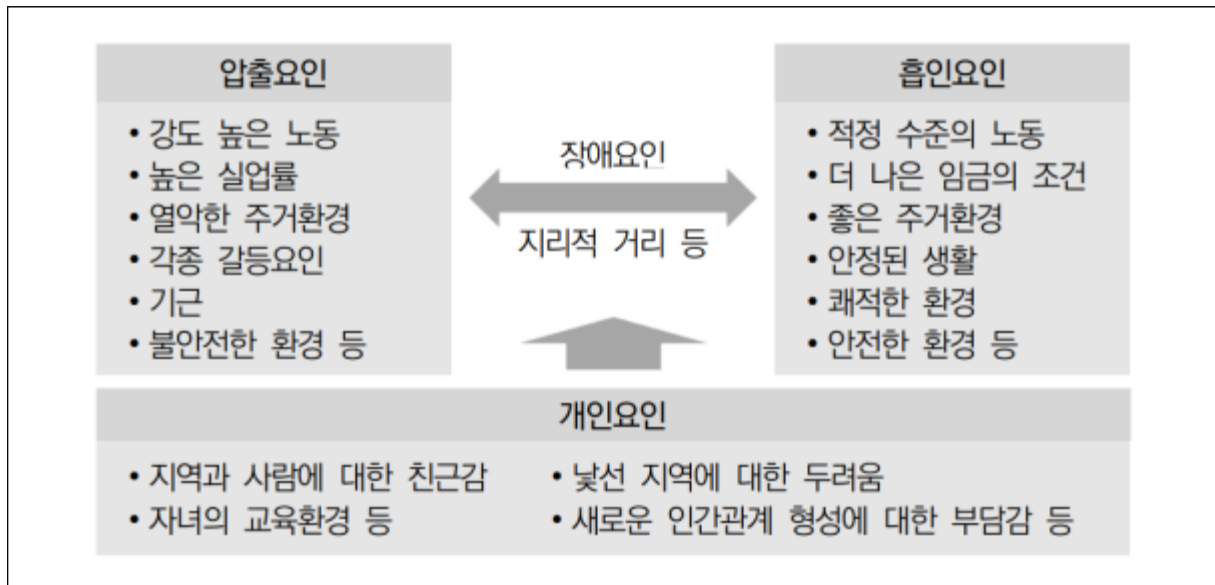 압출요인
• 강도 높은 노동
• 높은 실업률
• 열악한 주거환경
• 각종 갈등요인
• 기근
• 불안전한 환경 등
장애요인
지리적 거리 등
흡인요인
• 적정 수준의 노동
• 더 나은 임금의 조건
• 좋은 주거환경
• 안정된 생활
• 쾌적한 환경
• 안전한 환경 등
개인요인
• 지역과 사람에 대한 친근감
• 자녀의 교육환경 등
• 낯선 지역에 대한 두려움
• 새로운 인간관계 형성에 대한 부담감 등